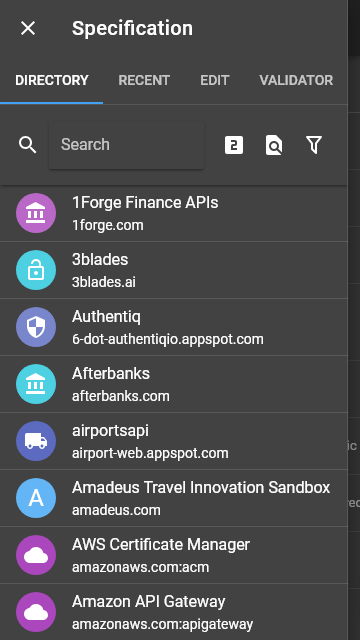 Specification
DIRECTORY RECENT EDIT VALIDATOR
Search
2
1Forge Finance APIs
1forge.com
3blades
3blades.ai
Authentiq
6-dot-authentiqio.appspot.com
Afterbanks
afterbanks.com
airportsapi
airport-web.appspot.com
A
Amadeus Travel Innovation Sandbox
amadeus.com
AWS Certificate Manager
amazonaws.com:acm
Amazon API Gateway
amazonaws.com:apigateway